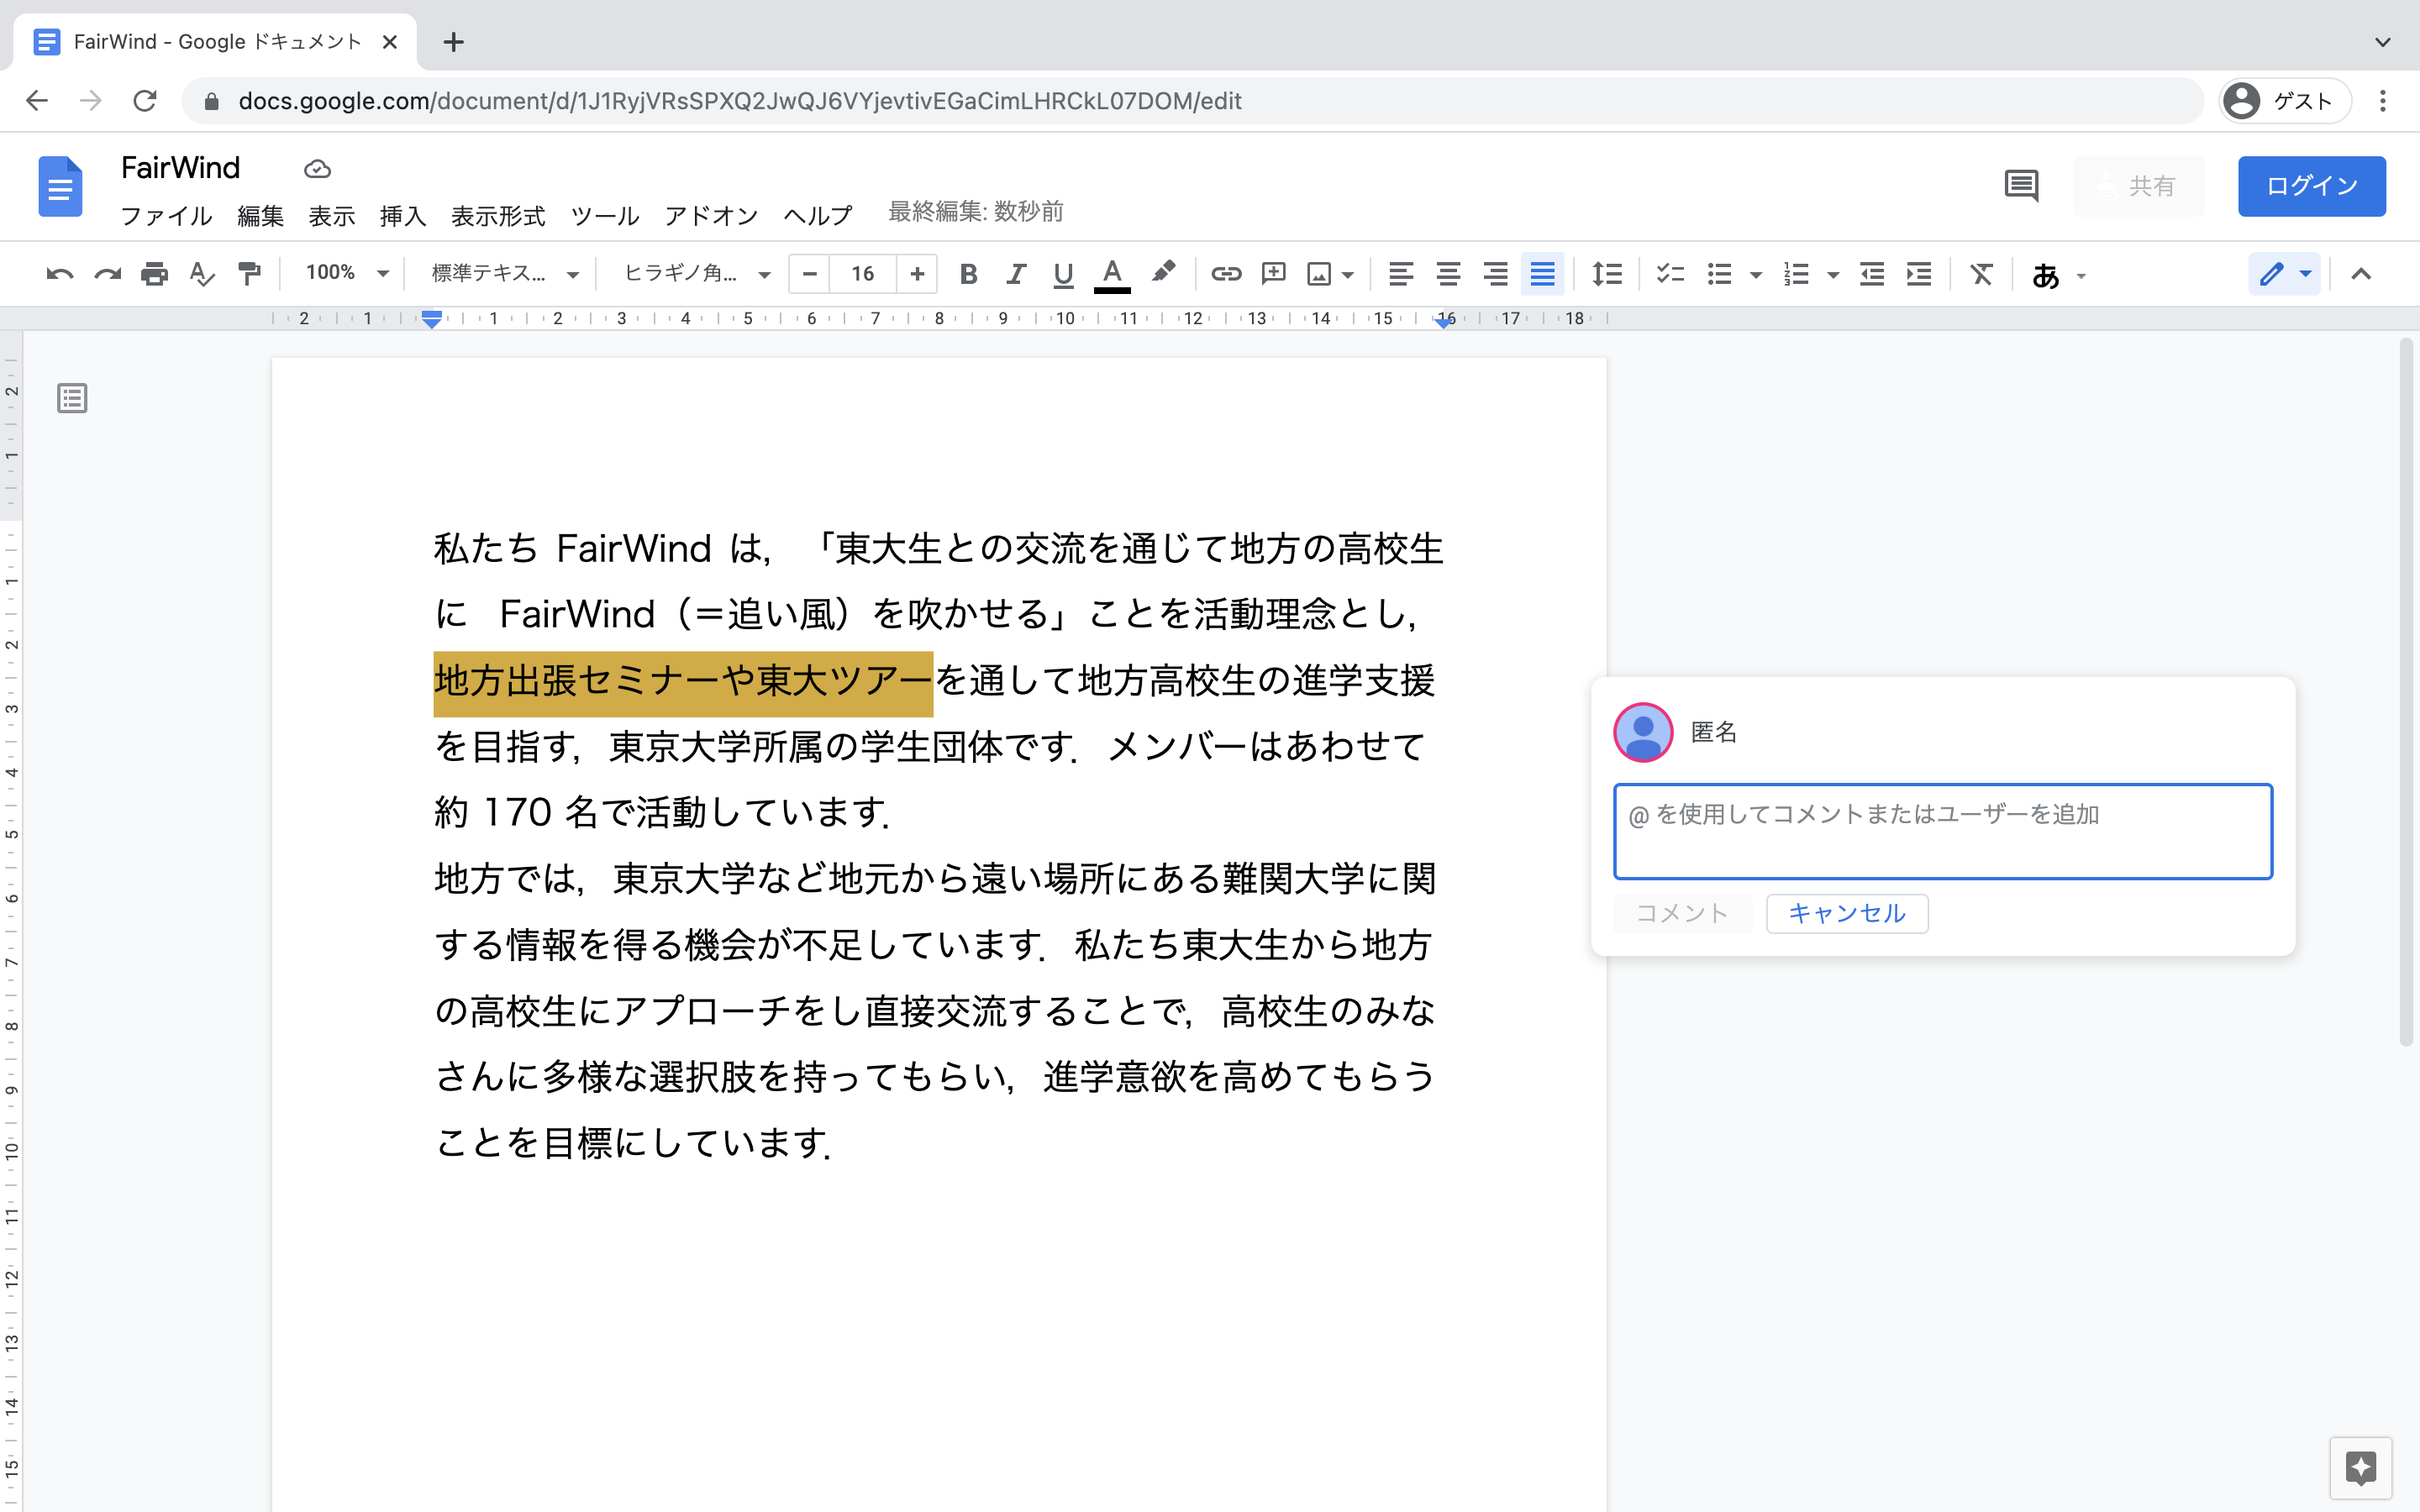 FairWind - Google ドキュメント
docs.google.com/document/d/1J1RyjVRsSPXQ2JwQJ6VYjevtivEGaCimLHRCkL07DOM/edit
ゲスト
FairWind
ファイル 編集 表示 挿入 表示形式 ツール アドオン ヘルプ 最終編集: 数秒前
共有
ログイン
100% 標準テキス... ヒラギノ角... 16 B I U A あ
2 1 1 2 3 4 5 6 7 8 9 10 11 12 13 14 15 16 17 18
2
1
1
2
3
4
5
6
7
8
9
10
11
12
13
14
15
私たち FairWind は，「東大生との交流を通じて地方の高校生
に FairWind（＝追い風）を吹かせる」ことを活動理念とし，
地方出張セミナーや東大ツアーを通して地方高校生の進学支援
を目指す，東京大学所属の学生団体です．メンバーはあわせて
約 170 名で活動しています．
地方では，東京大学など地元から遠い場所にある難関大学に関
する情報を得る機会が不足しています．私たち東大生から地方
の高校生にアプローチをし直接交流することで，高校生のみな
さんに多様な選択肢を持ってもらい，進学意欲を高めてもらう
ことを目標にしています．
匿名
@ を使用してコメントまたはユーザーを追加
コメント キャンセル